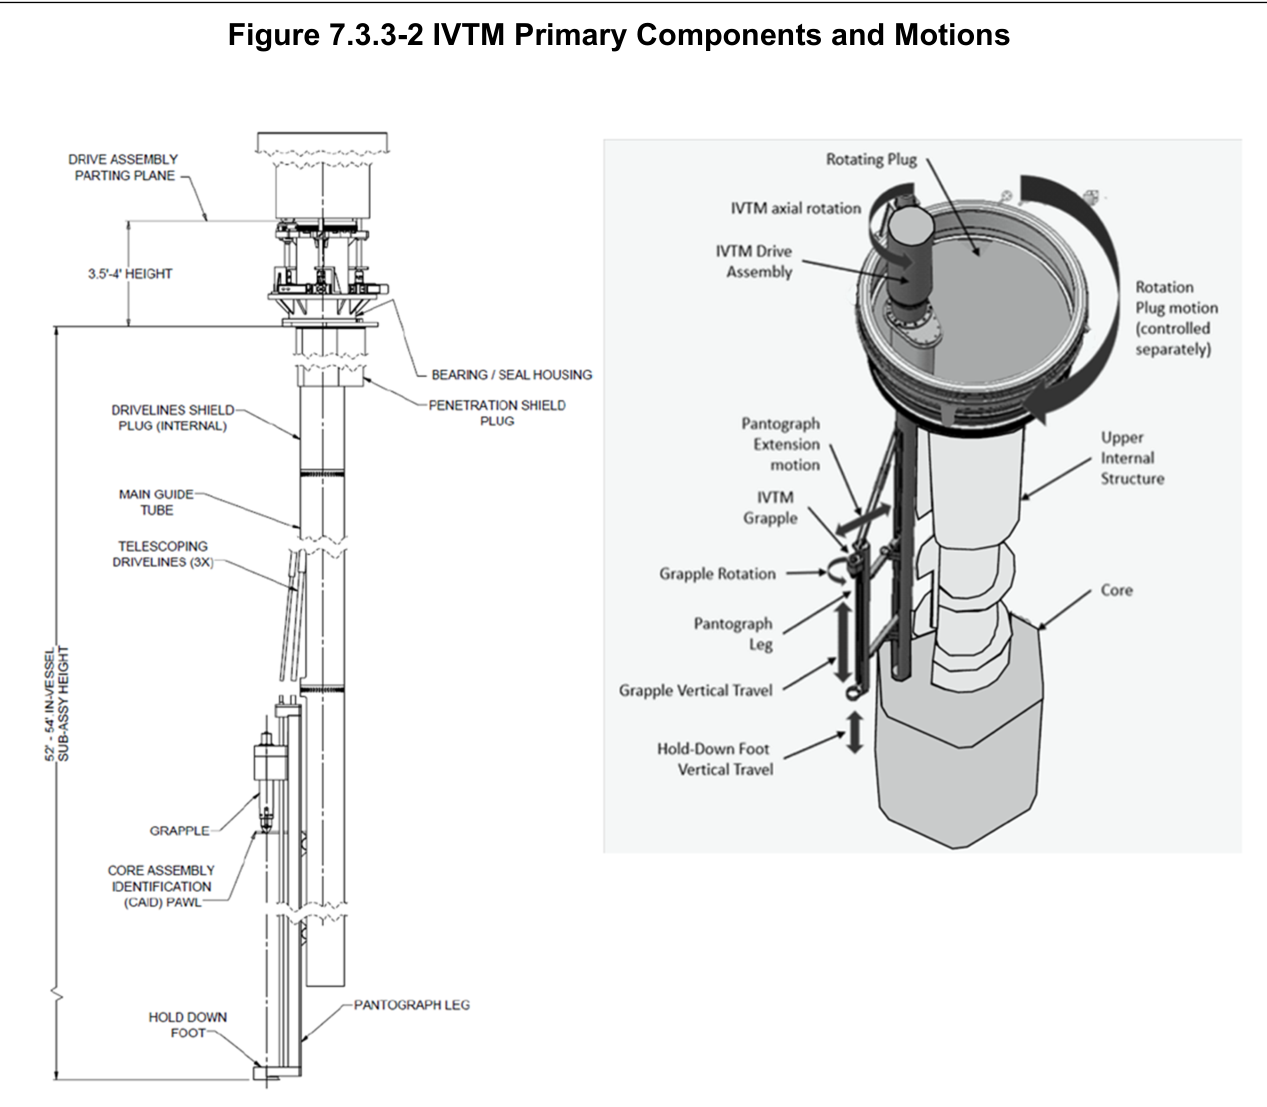 Figure 7.3.3-2 IVTM Primary Components and Motions
DRIVE ASSEMBLY
PARTING PLANE
3.5'-4' HEIGHT
BEARING / SEAL HOUSING
PENETRATION SHIELD
PLUG
DRIVELINES SHIELD
PLUG (INTERNAL)
MAIN GUIDE
TUBE
TELESCOPING
DRIVELINES (3X)
52' - 54' IN-VESSEL
SUB-ASSY HEIGHT
GRAPPLE
CORE ASSEMBLY
IDENTIFICATION
(CAID) PAWL
HOLD DOWN
FOOT
PANTOGRAPH LEG
Rotating Plug
IVTM axial rotation
IVTM Drive
Assembly
Rotation
Plug motion
(controlled
separately)
Pantograph
Extension
motion
IVTM
Grapple
Grapple Rotation
Pantograph
Leg
Grapple Vertical Travel
Hold-Down Foot
Vertical Travel
Upper
Internal
Structure
Core